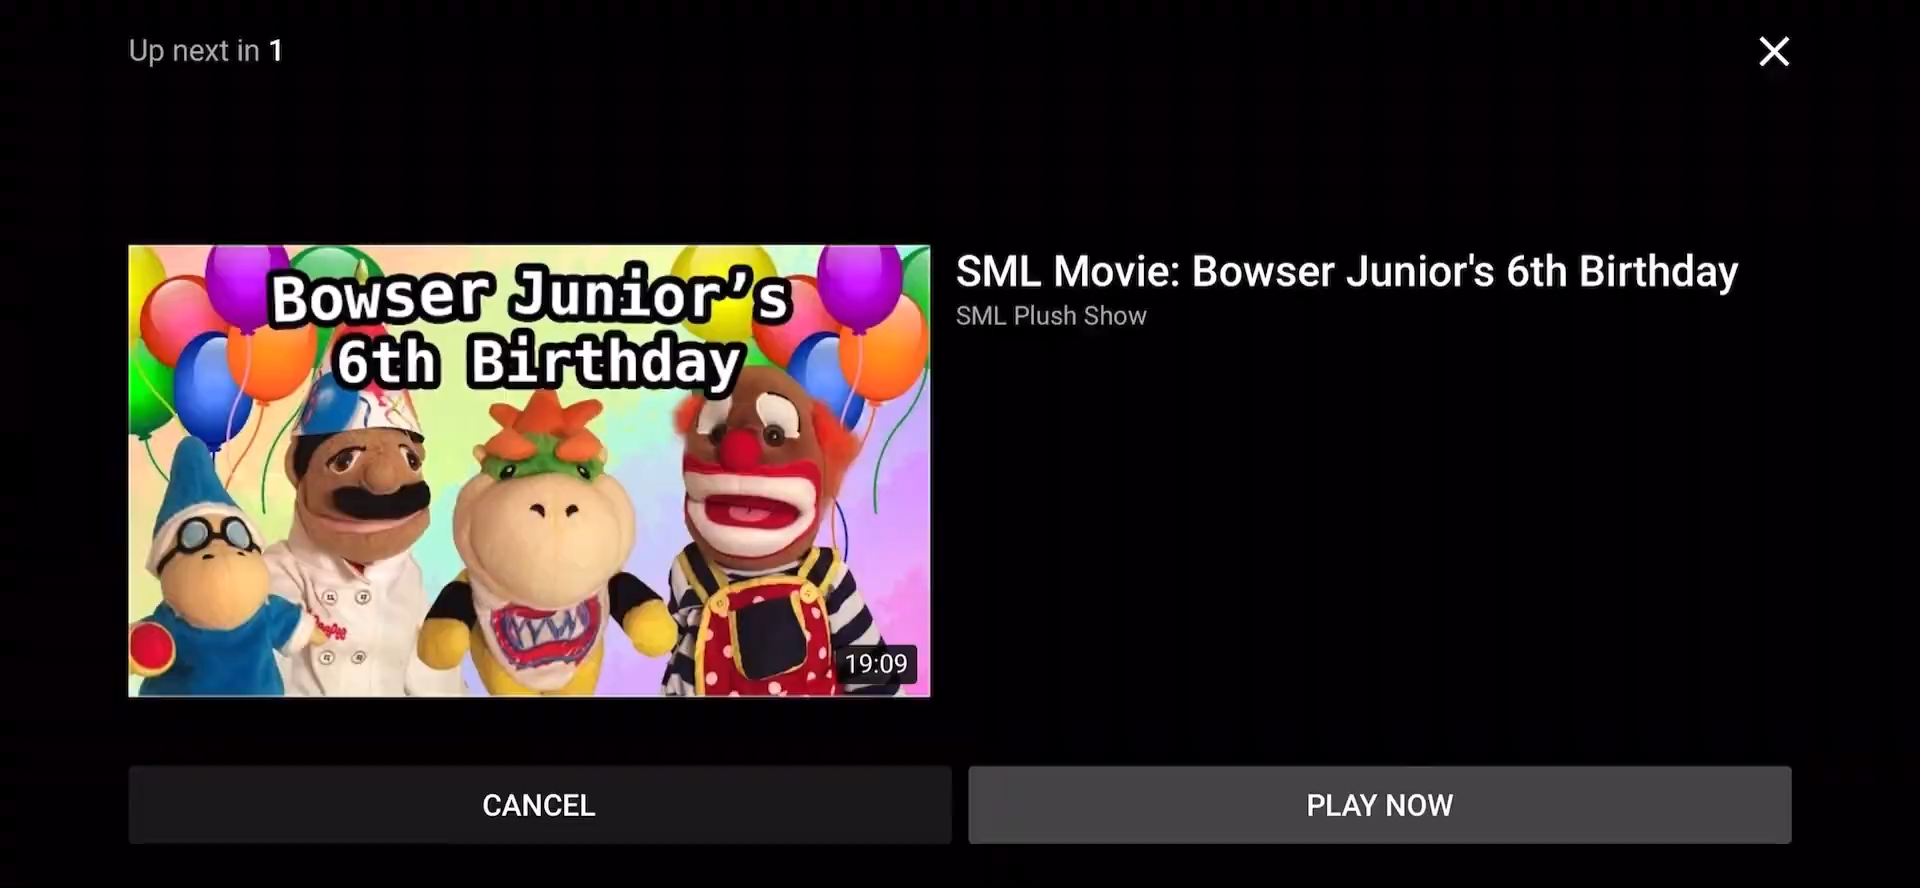 Up next in 1
Bowser Junior's
6th Birthday
19:09
SML Movie: Bowser Junior's 6th Birthday
SML Plush Show
CANCEL
PLAY NOW